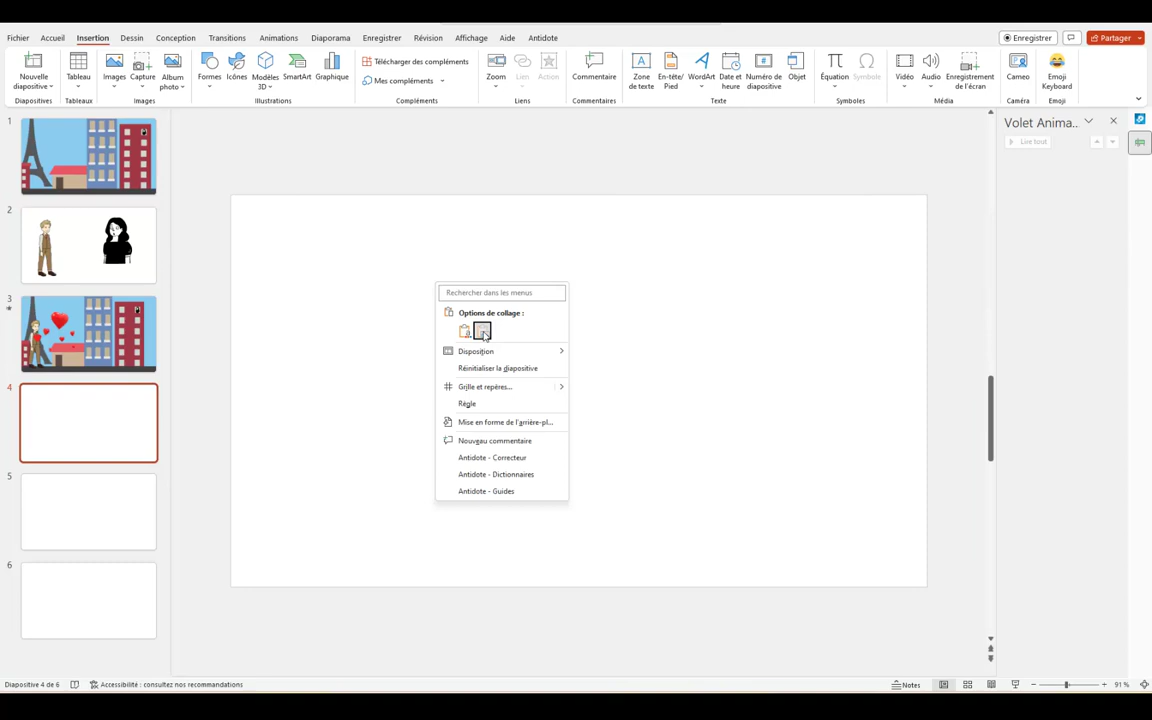 Fichier Accueil Insertion Dessin Conception Transitions Animations Diaporama Enregistrer Révision Affichage Aide Antidote Enregistrer Partager
Nouvelle diapositive
Tableau
Images
Capture
Album photo
Formes
Icônes
Modèles 3D
SmartArt
Graphique
Télécharger des compléments
Mes compléments
Zoom
Lien
Action
Commentaire
Zone de texte
En-tête/ Pied
WordArt
Date et heure
Numéro de diapositive
Objet
Équation
Symbole
Vidéo
Audio
Enregistrement de l'écran
Cameo
Emoji Keyboard
Diapositives Tableaux Images Illustrations Compléments Liens Commentaires Texte Symboles Média Caméra Emoji
Volet Anima..
Lire tout
1
2
3
4
5
6
Rechercher dans les menus
Options de collage :
Disposition
Réinitialiser la diapositive
Grille et repères...
Règle
Mise en forme de l'arrière-pl...
Nouveau commentaire
Antidote - Correcteur
Antidote - Dictionnaires
Antidote - Guides
Diapositive 4 de 6 Accessibilité : consultez nos recommandations Notes 91 %